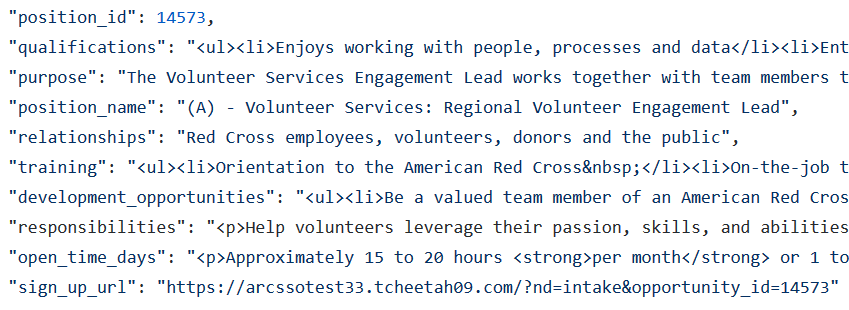 "position_id": 14573,
"qualifications": "<ul><li>Enjoys working with people, processes and data</li><li>Ent
"purpose": "The Volunteer Services Engagement Lead works together with team members t
"position_name": "(A) - Volunteer Services: Regional Volunteer Engagement Lead",
"relationships": "Red Cross employees, volunteers, donors and the public",
"training": "<ul><li>Orientation to the American Red Cross&nbsp;</li><li>On-the-job t
"development_opportunities": "<ul><li>Be a valued team member of an American Red Cros
"responsibilities": "<p>Help volunteers leverage their passion, skills, and abilities
"open_time_days": "<p>Approximately 15 to 20 hours <strong>per month</strong> or 1 to
"sign_up_url": "https://arcssotest33.tcheetah09.com/?nd=intake&opportunity_id=14573"